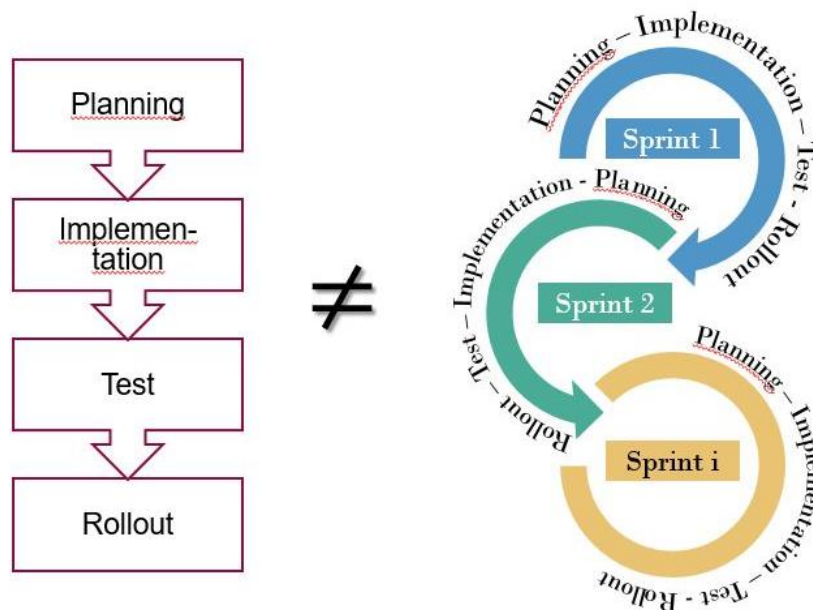 Planning
Implemen-
tation
Test
Rollout
≠
Planning – Implementation – Test - Rollout
Sprint 1
Rollout – Test – Implementation - Planning
Sprint 2
Planning – Implementation – Test - Rollout
Sprint i